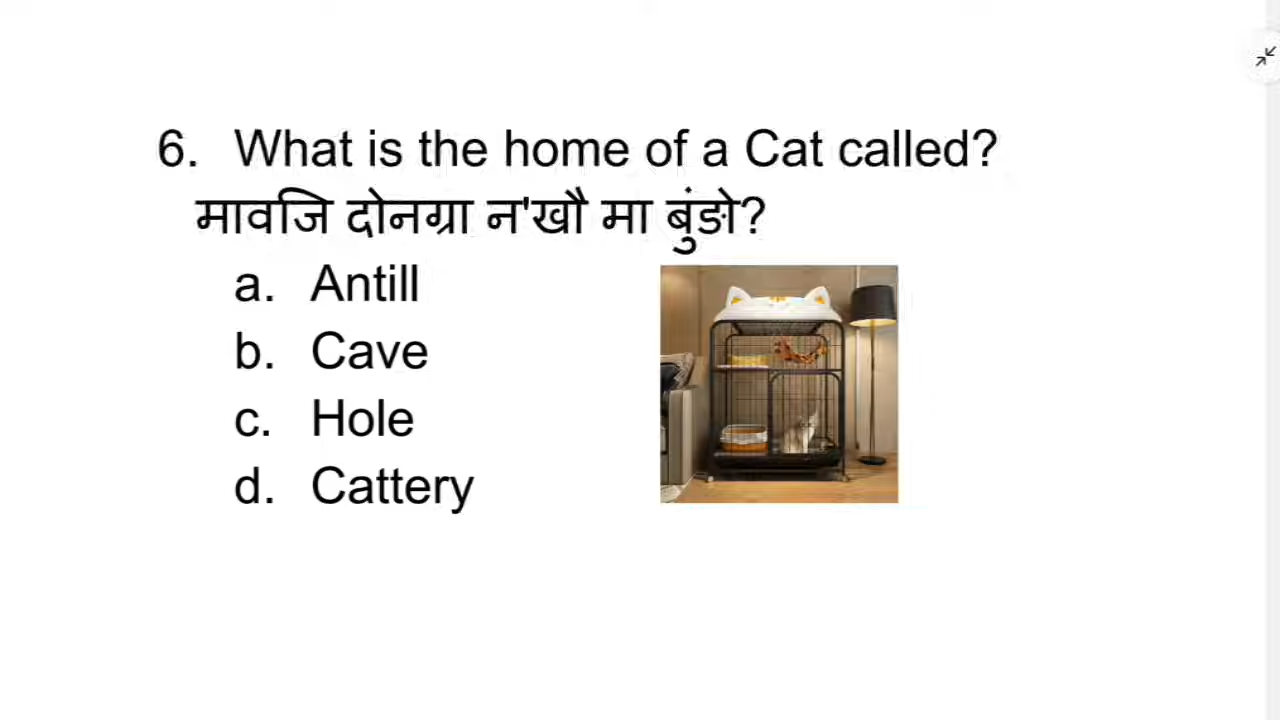 6. What is the home of a Cat called?
मावजि दोनग्रा न'खौ मा बुंङो?
a. Antill
b. Cave
c. Hole
d. Cattery